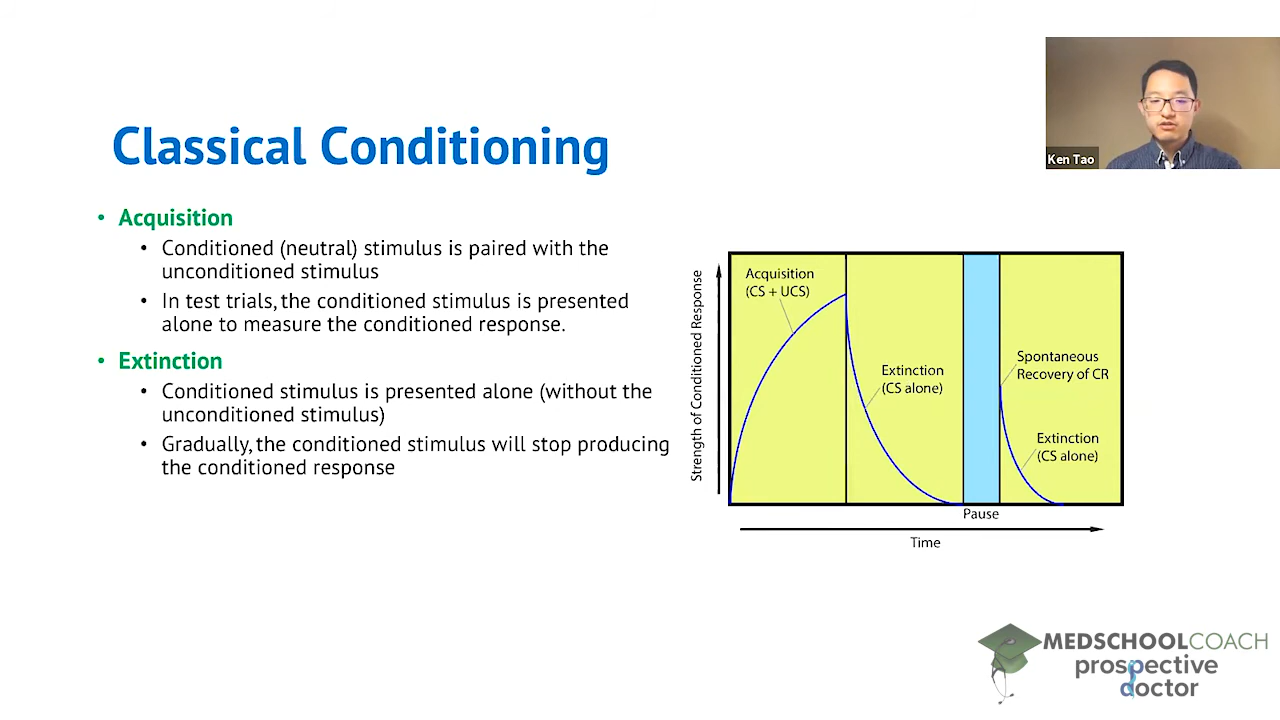 Classical Conditioning
• Acquisition
• Conditioned (neutral) stimulus is paired with the
unconditioned stimulus
• In test trials, the conditioned stimulus is presented
alone to measure the conditioned response.
• Extinction
• Conditioned stimulus is presented alone (without the
unconditioned stimulus)
• Gradually, the conditioned stimulus will stop producing
the conditioned response
Ken Tao
Strength of Conditioned Response
Acquisition
(CS + UCS)
Extinction
(CS alone)
Spontaneous
Recovery of CR
Extinction
(CS alone)
Pause
Time
MEDSCHOOLCOACH
prospective
doctor